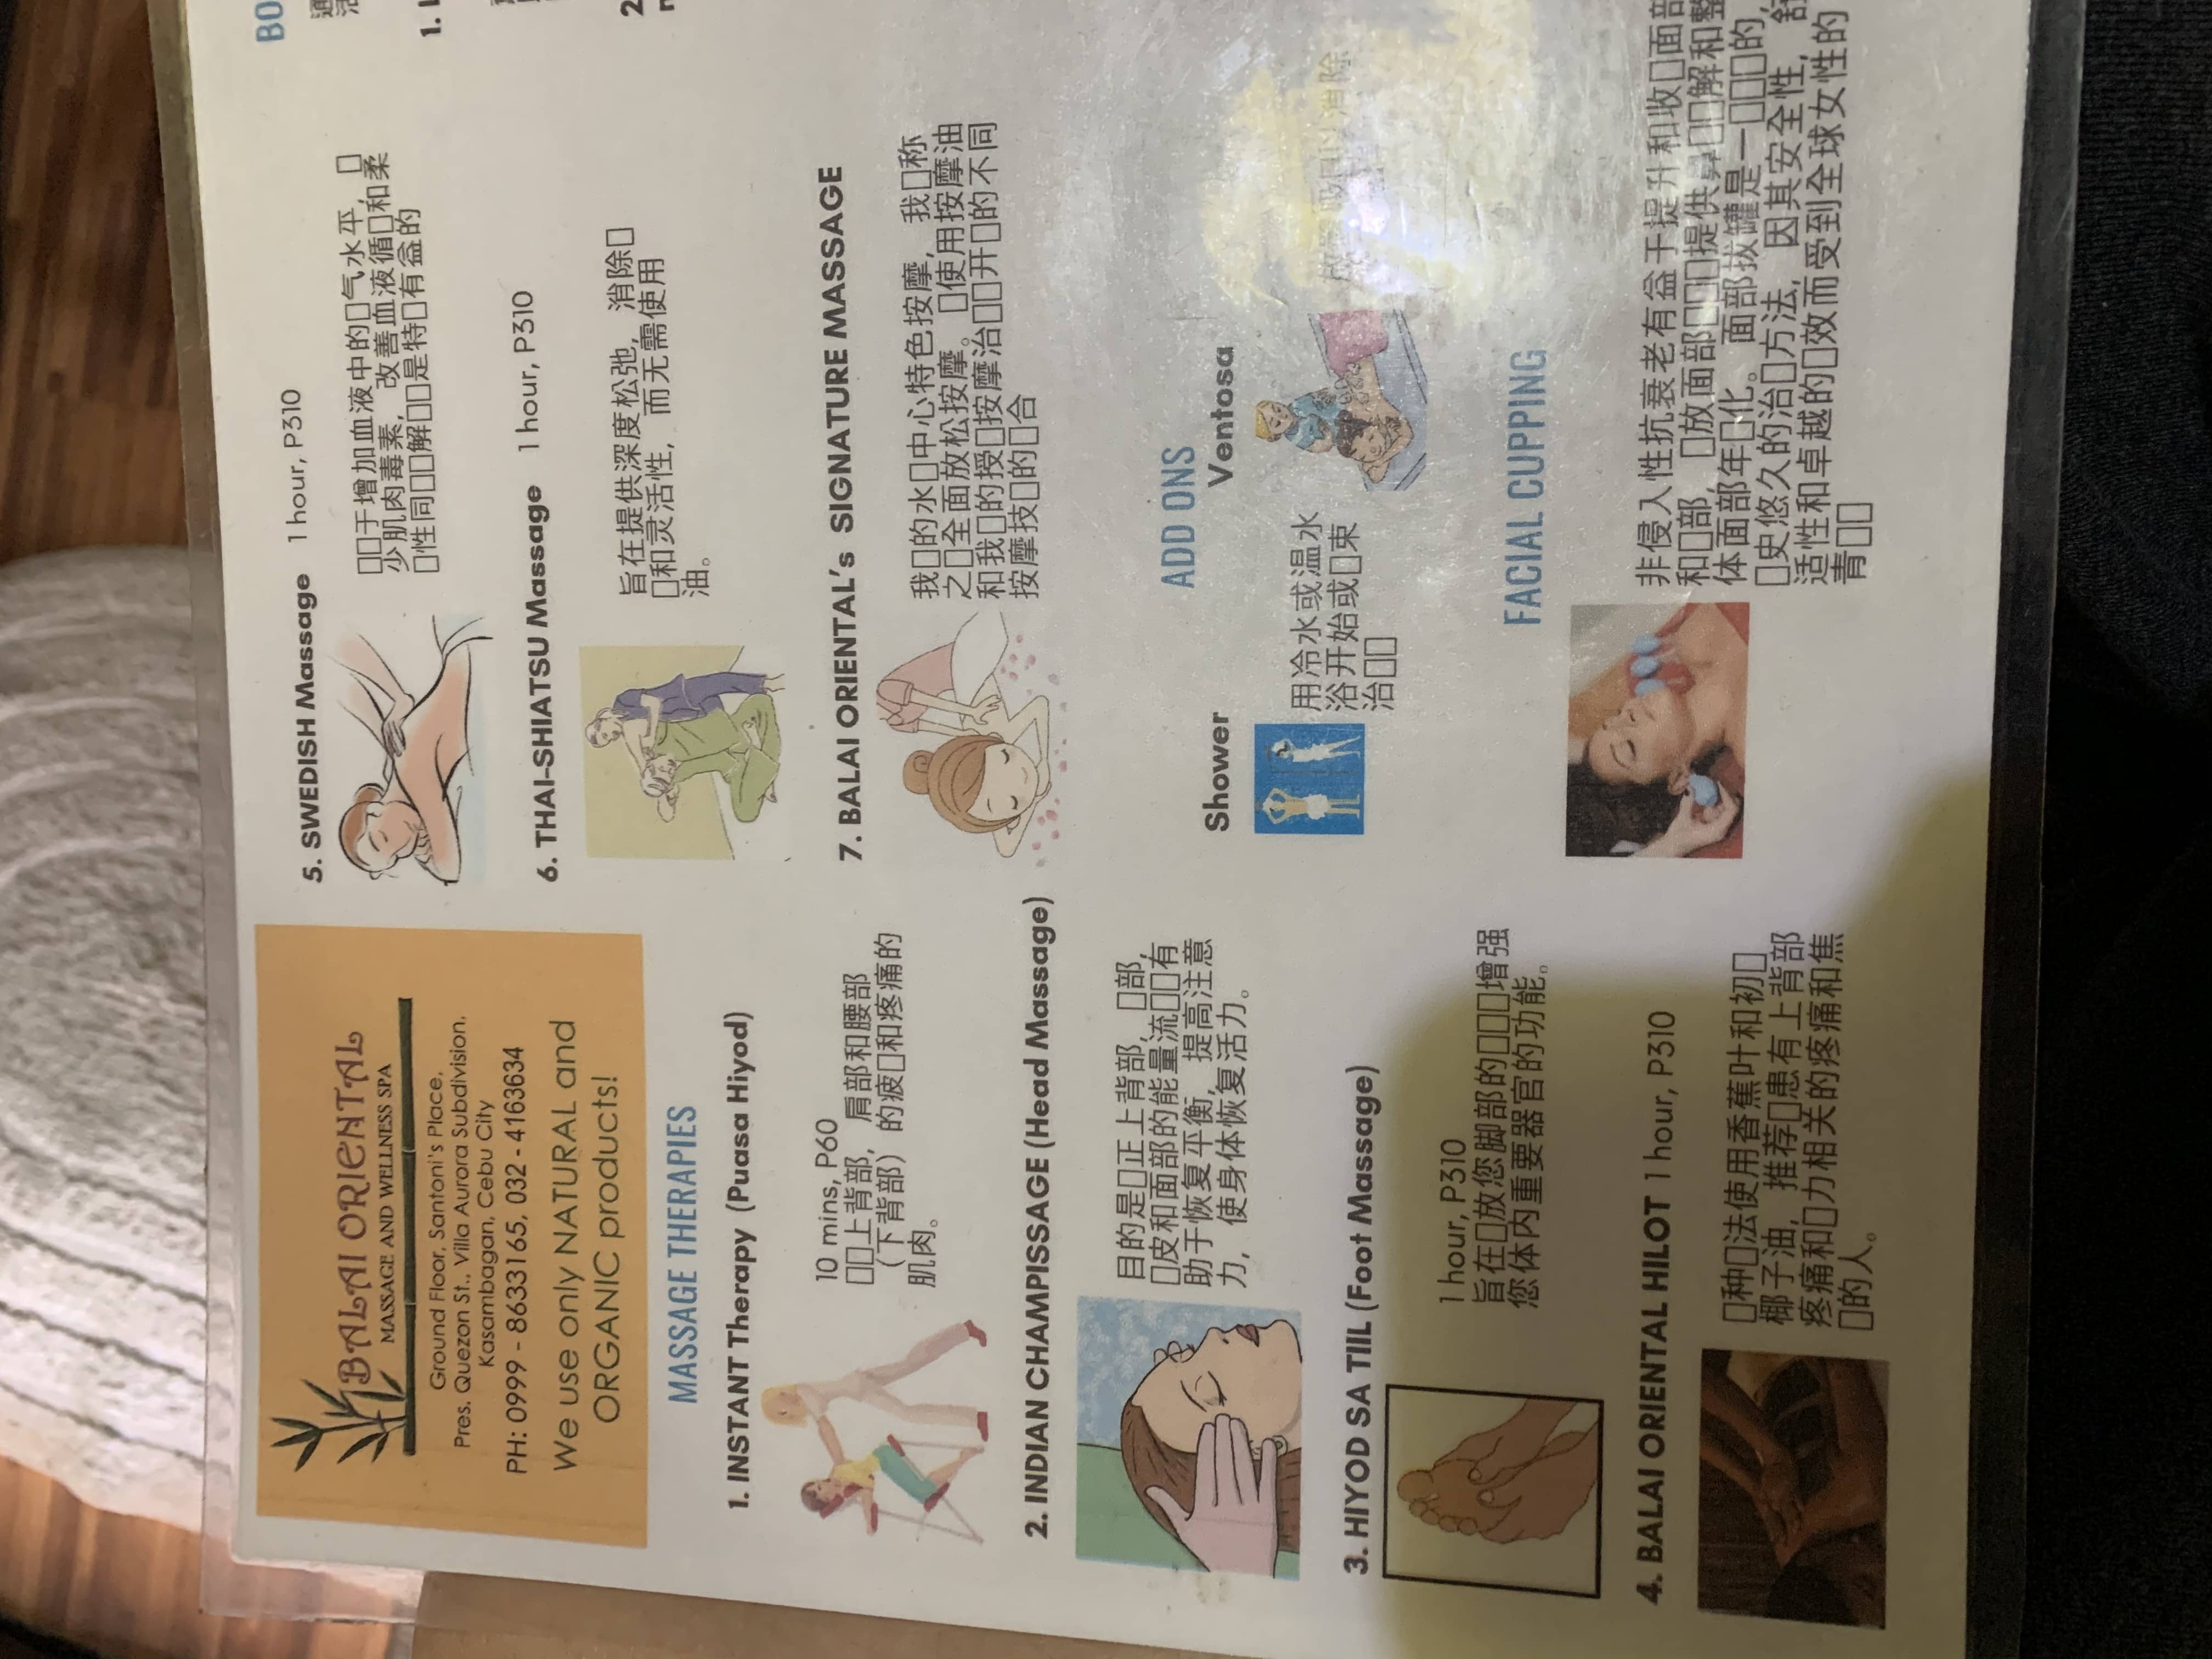 BALAI ORIENTAL
MASSAGE AND WELLNESS SPA
Ground Floor, Santoni's Place,
Pres. Quezon St., Villa Aurora Subdivision,
Kasambagan, Cebu City
PH: 0999 - 8633165, 032 - 4163634
We use only NATURAL and
ORGANIC products!
MASSAGE THERAPIES
1. INSTANT Therapy (Puasa Hiyod)
10 mins, P60
□□上背部，肩部和腰部
（下背部）的疲□和疼痛的
肌肉。
2. INDIAN CHAMPISSAGE (Head Massage)
目的是□正上背部，□部，
□皮和面部的能量流□□有
助于恢复平衡，提高注意
力，使身体恢复活力。
3. HIYOD SA TIIL (Foot Massage)
1 hour, P310
旨在□放您脚部的□□□增强
您体内重要器官的功能。
4. BALAI ORIENTAL HILOT 1 hour, P310
□种□法使用香蕉叶和初□
椰子油，推荐□患有上背部
疼痛和□力相关的疼痛和焦
□的人。
5. SWEDISH Massage 1 hour, P310
□□于增加血液中的□气水平，□
少肌肉毒素，改善血液循□和柔
□性同□□解□□是特□有益的
6. THAI-SHIATSU Massage 1 hour, P310
旨在提供深度松弛，消除□
□和灵活性，而无需使用
油。
7. BALAI ORIENTAL's SIGNATURE MASSAGE
我□的水□中心特色按摩，我□称
之□全面放松按摩。□使用按摩油
和我□的授□按摩治□□开□的不同
按摩技□的□合
ADD ONS
Shower
用冷水或温水
浴开始或□束
治□□
Ventosa
以消除
FACIAL CUPPING
非侵入性抗衰老有益于提升和收□面部
和□部，□放面部□□□提供鼻□□解和整
体面部年□化。面部拔罐是一□□□的，
□史悠久的治□方法，因其安全性，舒
适性和卓越的□效而受到全球女性的
青□□
BO
通
活
1.
2